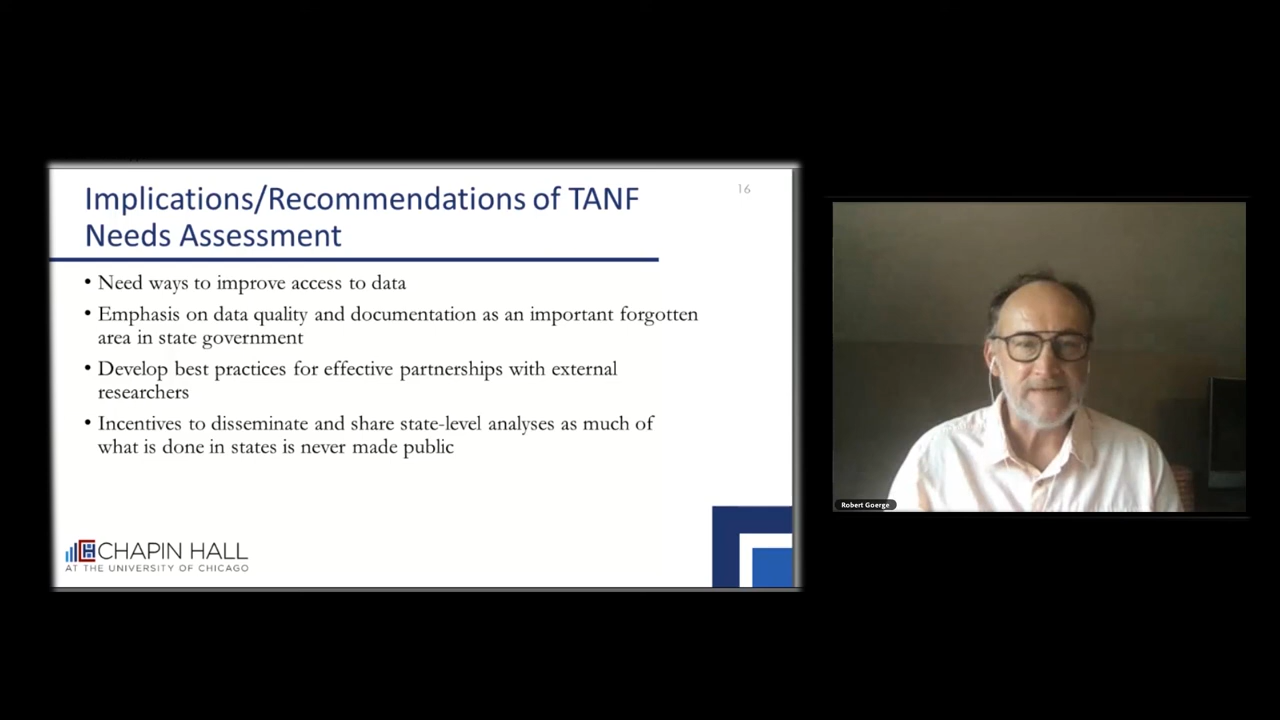 Implications/Recommendations of TANF
Needs Assessment
16
• Need ways to improve access to data
• Emphasis on data quality and documentation as an important forgotten
area in state government
• Develop best practices for effective partnerships with external
researchers
• Incentives to disseminate and share state-level analyses as much of
what is done in states is never made public
CHAPIN HALL
AT THE UNIVERSITY OF CHICAGO
Robert Goerge